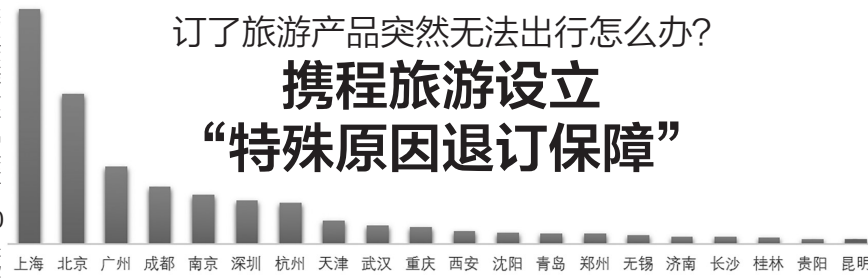 订了旅游产品突然无法出行怎么办?
携程旅游设立
“特殊原因退订保障”
上海 北京 广州 成都 南京 深圳 杭州 天津 武汉 重庆 西安 沈阳 青岛 郑州 无锡 济南 长沙 桂林 贵阳 昆明